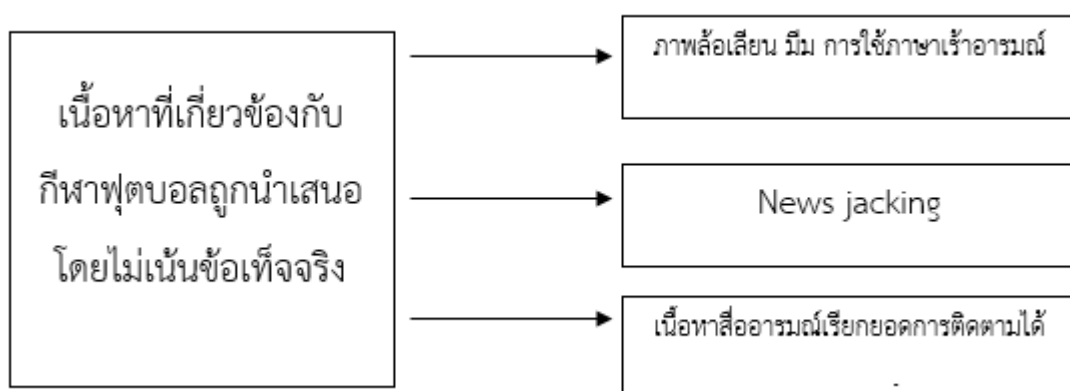 เนื้อหาที่เกี่ยวข้องกับ
กีฬาฟุตบอลถูกนำเสนอ
โดยไม่เน้นข้อเท็จจริง
ภาพล้อเลียน มีม การใช้ภาษาเร้าอารมณ์
News jacking
เนื้อหาสื่ออารมณ์เรียกยอดการติดตามได้